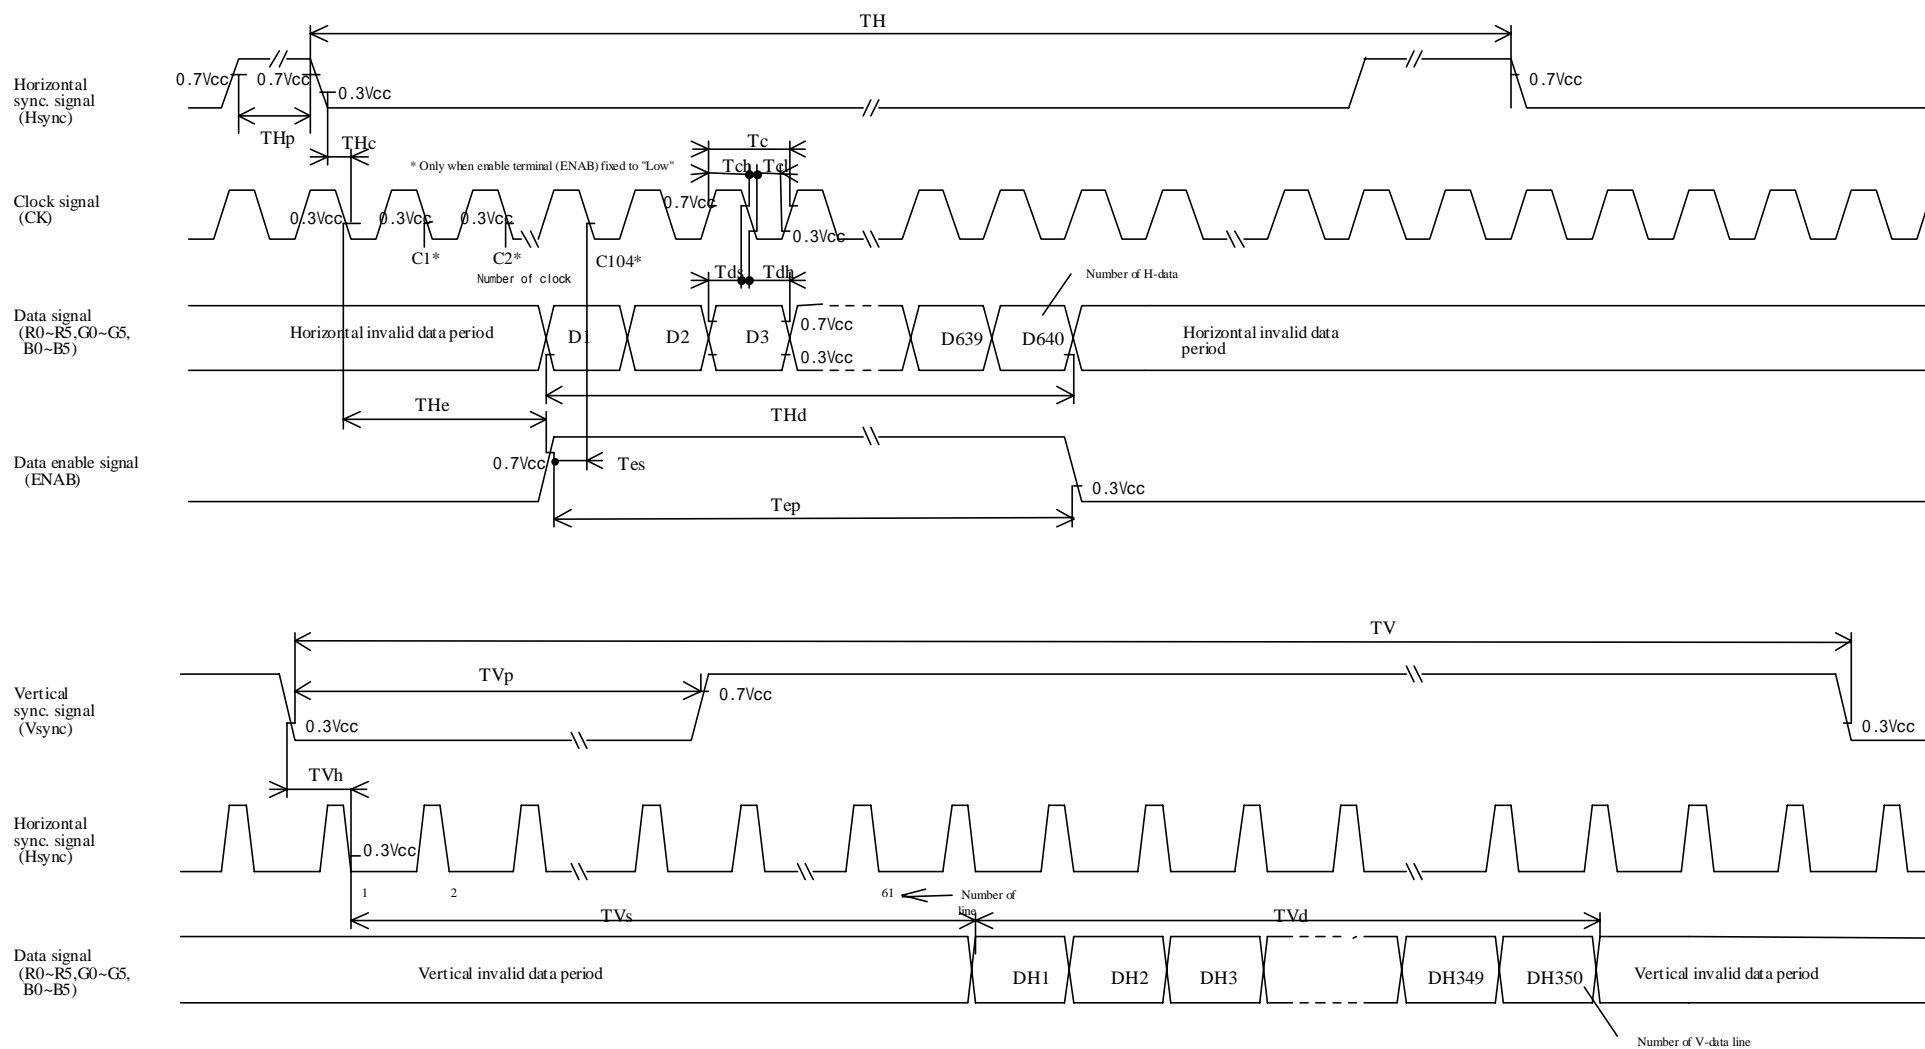 TH
Horizontal
sync. signal
(Hsync)
0.7Vcc
0.7Vcc
0.3Vcc
0.7Vcc
THp
THc
* Only when enable terminal (ENAB) fixed to "Low"
Tc
Tch
Tcl
Clock signal
(CK)
0.3Vcc
0.3Vcc
0.3Vcc
0.7Vcc
0.3Vcc
C1*
C2*
C104*
Number of clock
Tds
Tdh
Number of H-data
Data signal
(R0~R5,G0~G5,
B0~B5)
Horizontal invalid data period
D1
D2
D3
0.7Vcc
0.3Vcc
D639
D640
Horizontal invalid data
period
THe
THd
Data enable signal
(ENAB)
0.7Vcc
Tes
0.3Vcc
Tep
TV
Vertical
sync. signal
(Vsync)
TVp
0.7Vcc
0.3Vcc
0.3Vcc
TVh
Horizontal
sync. signal
(Hsync)
0.3Vcc
1
2
61
Number of
line
TVs
TVd
Data signal
(R0~R5,G0~G5,
B0~B5)
Vertical invalid data period
DH1
DH2
DH3
DH349
DH350
Vertical invalid data period
Number of V-data line